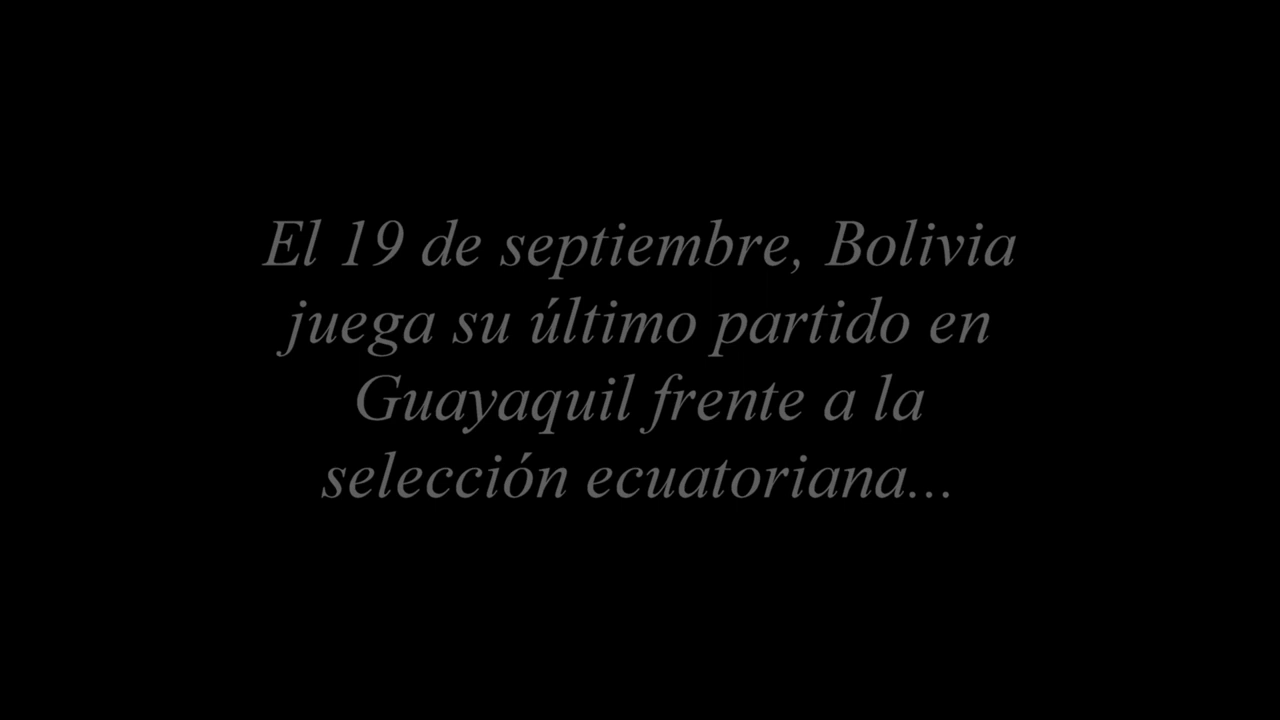 El 19 de septiembre, Bolivia
juega su último partido en
Guayaquil frente a la
selección ecuatoriana...